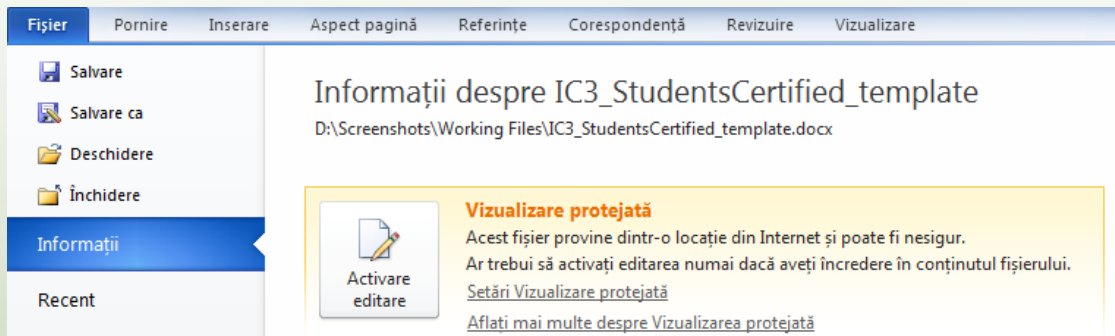 Fișier Pornire Inserare Aspect pagină Referințe Corespondență Revizuire Vizualizare
Salvare
Salvare ca
Deschidere
Închidere
Informații
Recent
Informații despre IC3_StudentsCertified_template
D:\Screenshots\Working Files\IC3_StudentsCertified_template.docx
Activare
editare
Vizualizare protejată
Acest fișier provine dintr-o locație din Internet și poate fi nesigur.
Ar trebui să activați editarea numai dacă aveți încredere în conținutul fișierului.
Setări Vizualizare protejată
Aflați mai multe despre Vizualizarea protejată